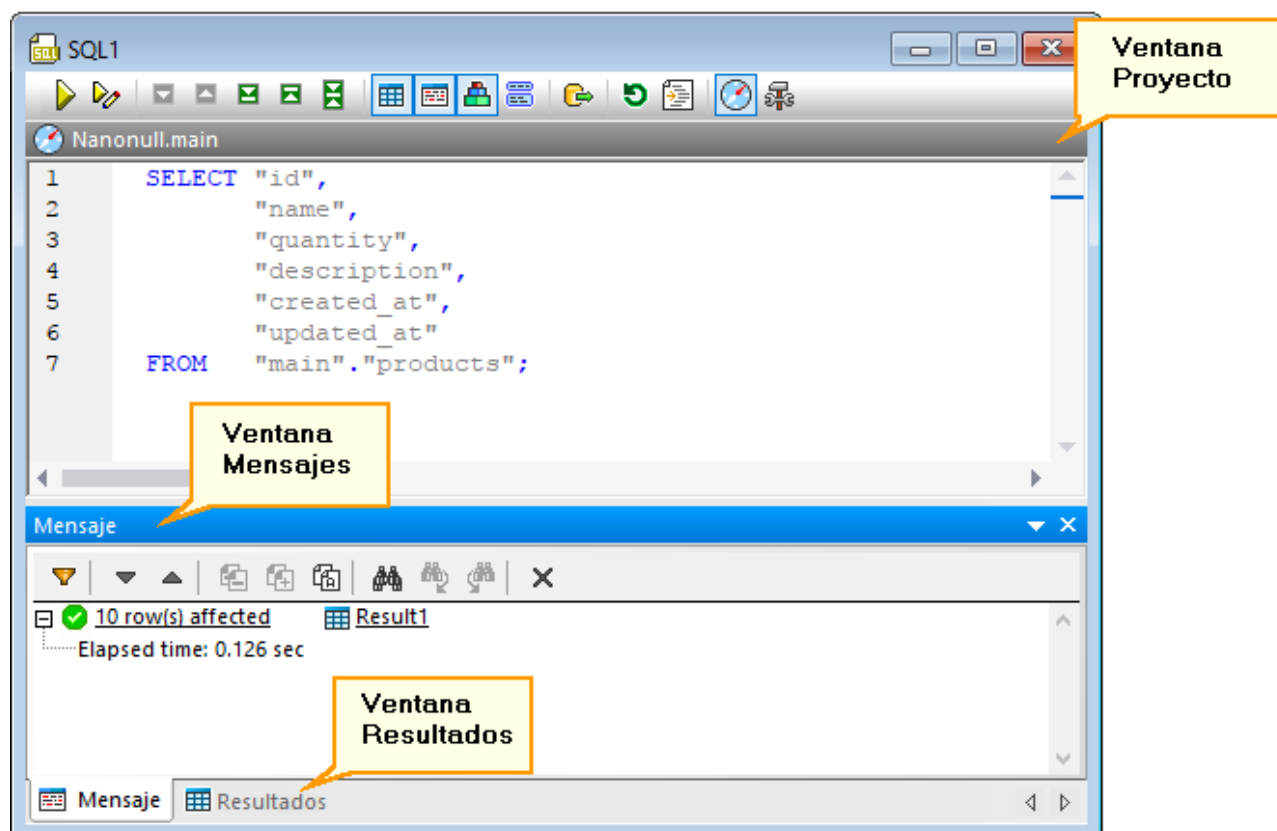 SQL1
Ventana
Proyecto
Nanonull.main
1 SELECT "id",
2 "name",
3 "quantity",
4 "description",
5 "created_at",
6 "updated_at"
7 FROM "main"."products";
Ventana
Mensajes
Mensaje
10 row(s) affected Result1
Elapsed time: 0.126 sec
Ventana
Resultados
Mensaje Resultados